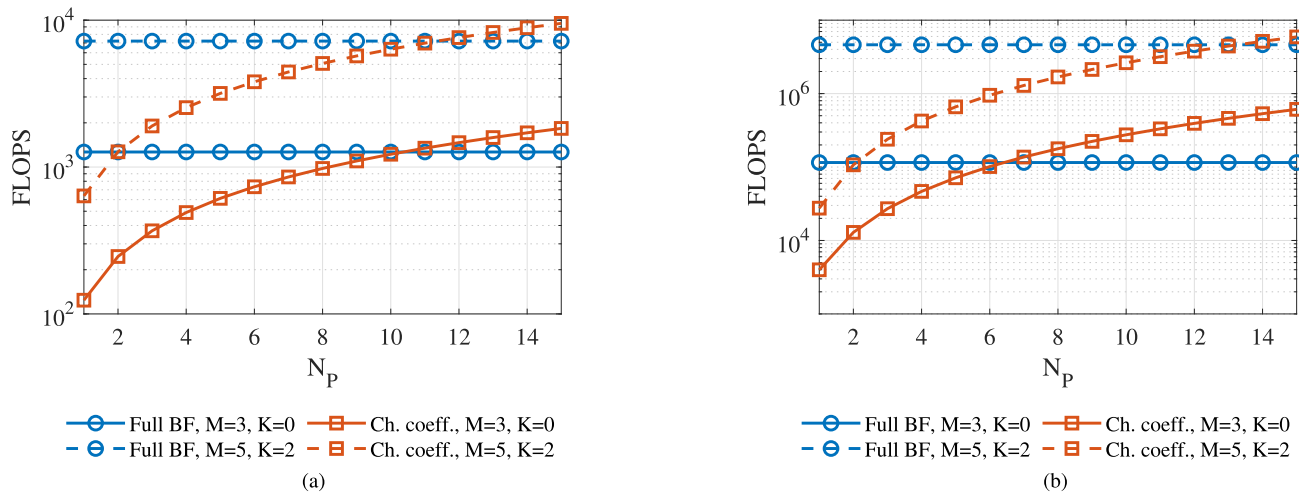 10^4
10^3
10^2
FLOPS
2 4 6 8 10 12 14
N_P
Full BF, M=3, K=0 Ch. coeff., M=3, K=0
Full BF, M=5, K=2 Ch. coeff., M=5, K=2
(a)
10^6
10^4
FLOPS
2 4 6 8 10 12 14
N_P
Full BF, M=3, K=0 Ch. coeff., M=3, K=0
Full BF, M=5, K=2 Ch. coeff., M=5, K=2
(b)